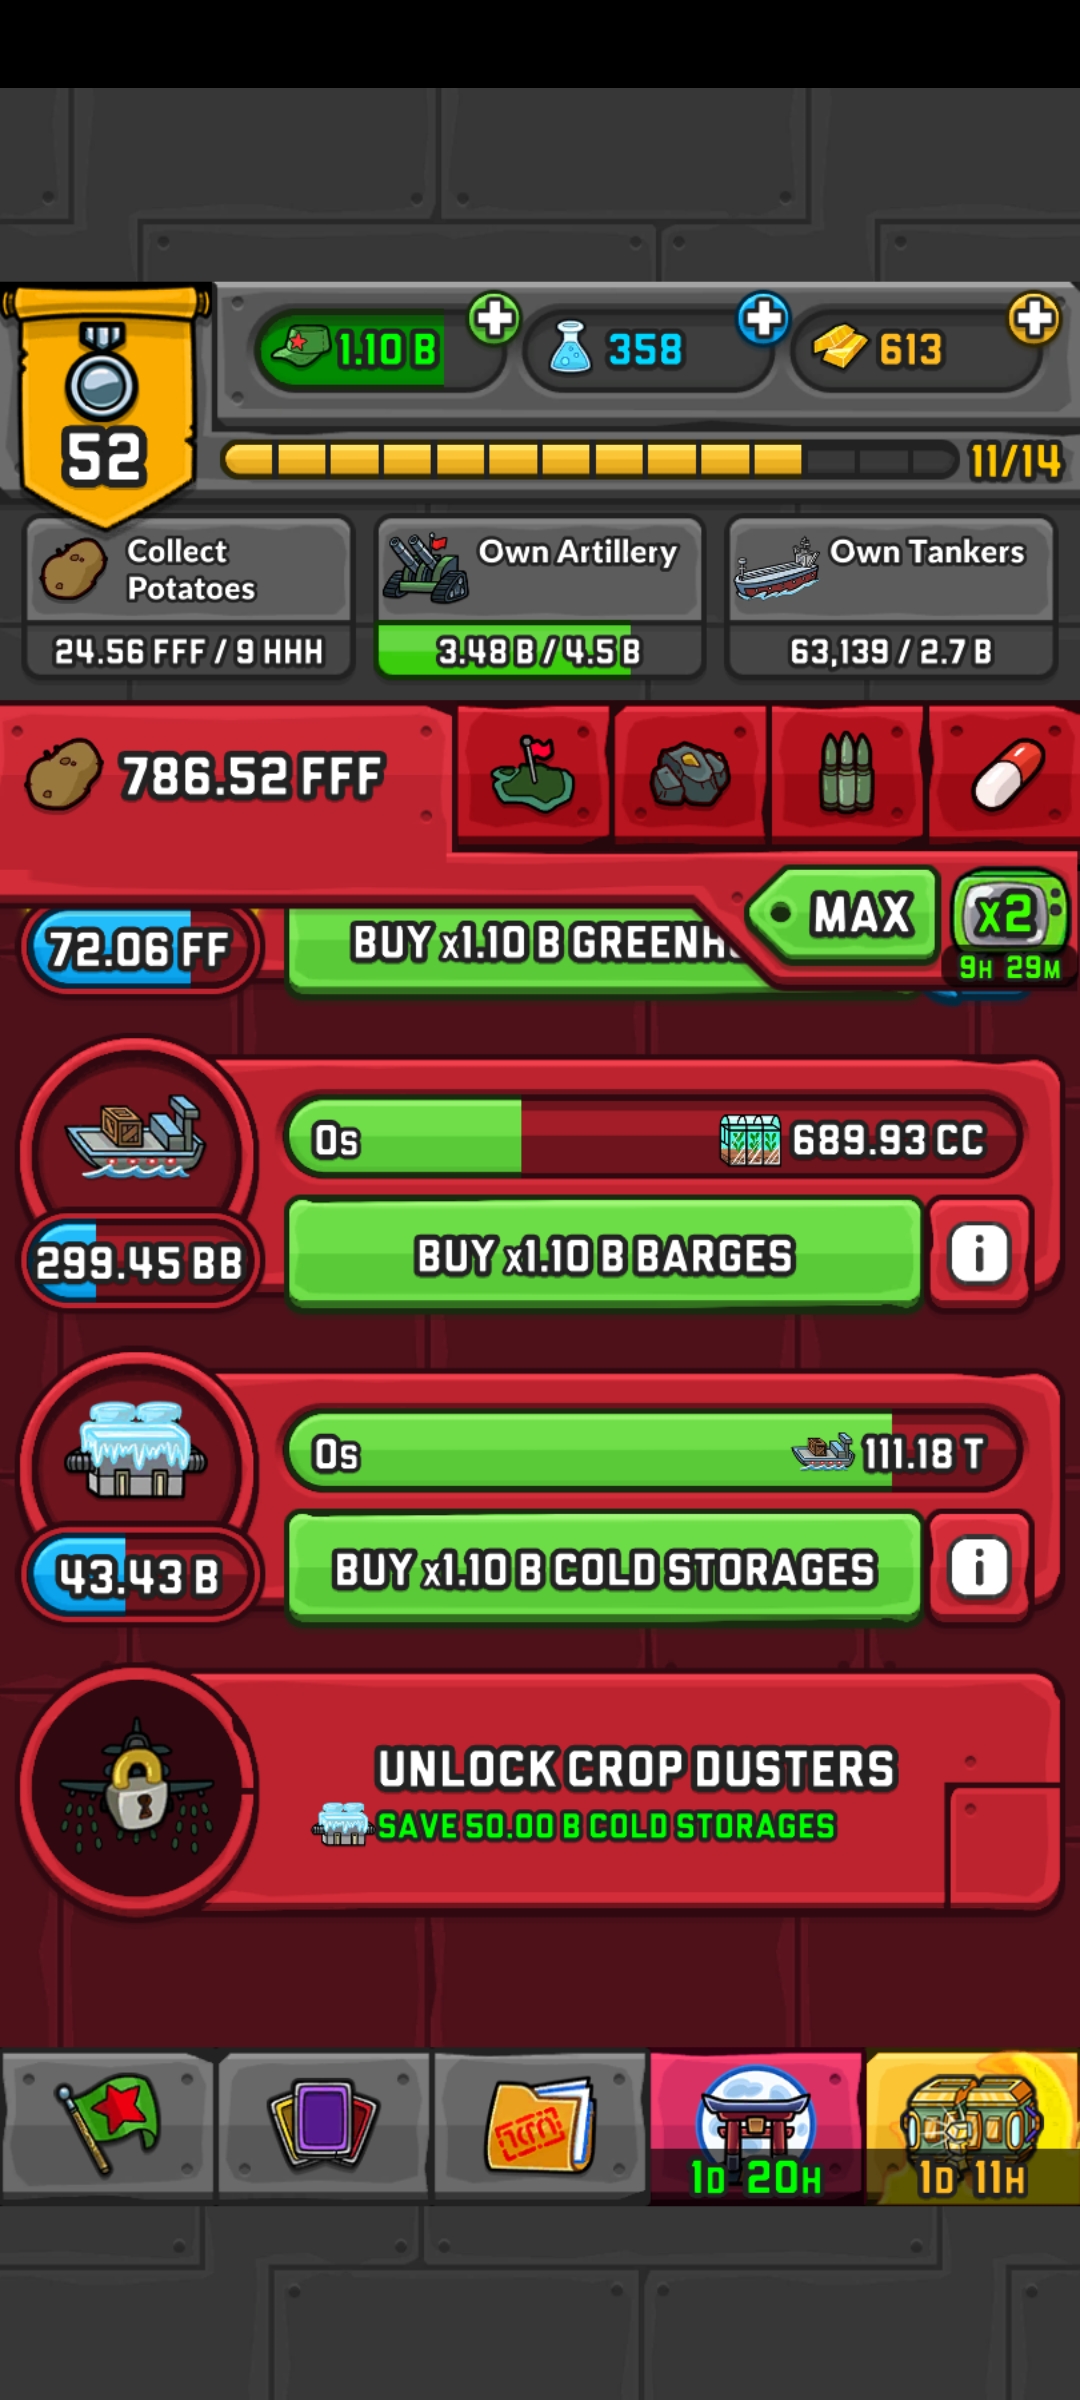 1.10 B
358
613
52
11/14
Collect
Potatoes
24.56 FFF / 9 HHH
Own Artillery
3.48 B / 4.5 B
Own Tankers
63,139 / 2.7 B
786.52 FFF
MAX
x2
9H 29M
72.06 FF
BUY x1.10 B
0s
689.93 CC
299.45 BB
BUY x1.10 B BARGES
i
0s
111.18 T
43.43 B
BUY x1.10 B COLD STORAGES
i
UNLOCK CROP DUSTERS
SAVE 50.00 B COLD STORAGES
1D 20H
1D 11H